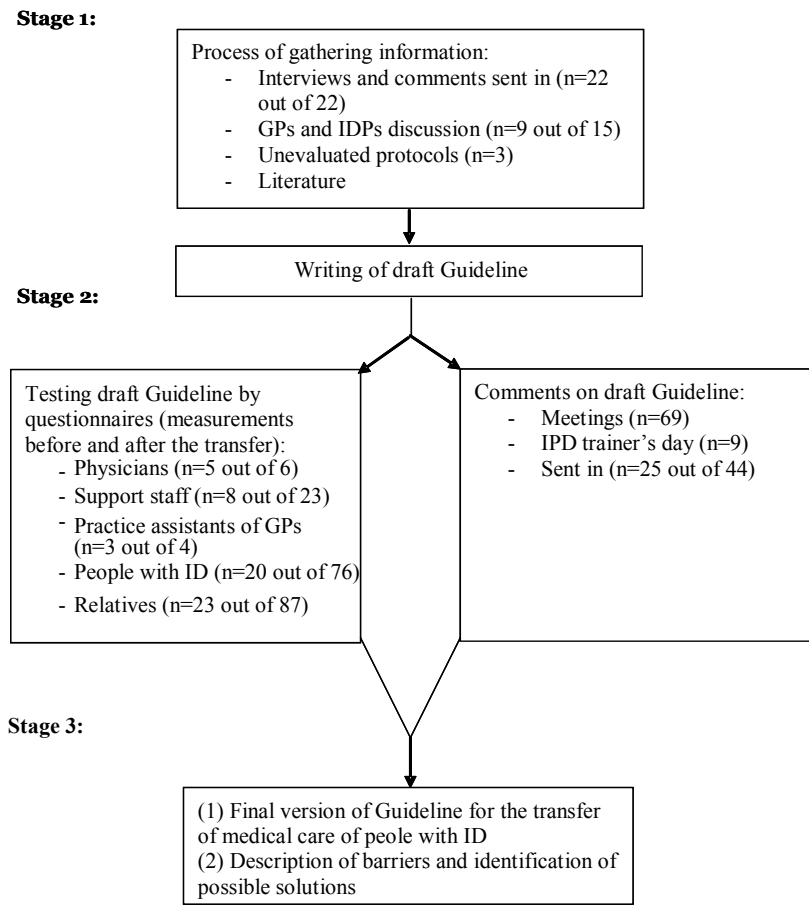 Stage 1:
Process of gathering information:
- Interviews and comments sent in (n=22
out of 22)
- GPs and IDPs discussion (n=9 out of 15)
- Unevaluated protocols (n=3)
- Literature
Writing of draft Guideline
Stage 2:
Testing draft Guideline by
questionnaires (measurements
before and after the transfer):
- Physicians (n=5 out of 6)
- Support staff (n=8 out of 23)
- Practice assistants of GPs
(n=3 out of 4)
- People with ID (n=20 out of 76)
- Relatives (n=23 out of 87)
Comments on draft Guideline:
- Meetings (n=69)
- IPD trainer's day (n=9)
- Sent in (n=25 out of 44)
Stage 3:
(1) Final version of Guideline for the transfer
of medical care of peole with ID
(2) Description of barriers and identification of
possible solutions